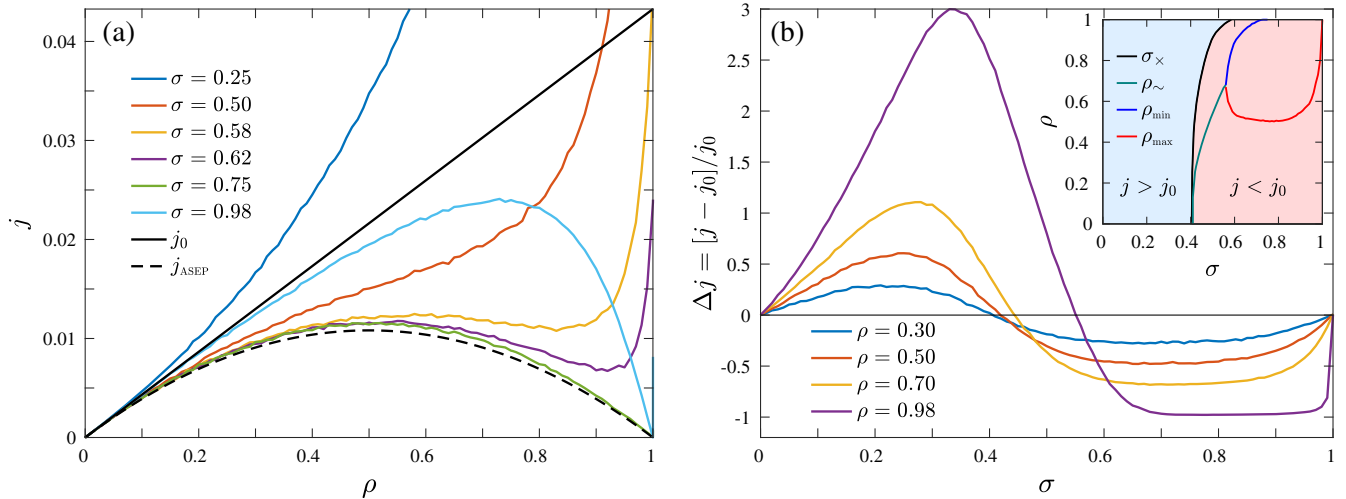 (a)
j
0.04
0.03
0.02
0.01
0
σ = 0.25
σ = 0.50
σ = 0.58
σ = 0.62
σ = 0.75
σ = 0.98
j₀
j_ASEP
0 0.2 0.4 0.6 0.8 1
ρ
(b)
Δj = [j − j₀]/j₀
3
2.5
2
1.5
1
0.5
0
-0.5
-1
ρ = 0.30
ρ = 0.50
ρ = 0.70
ρ = 0.98
0 0.2 0.4 0.6 0.8 1
σ
ρ
1
0.8
0.6
0.4
0.2
0
σ×
ρ∼
ρmin
ρmax
j > j₀ j < j₀
0 0.2 0.4 0.6 0.8 1
σ